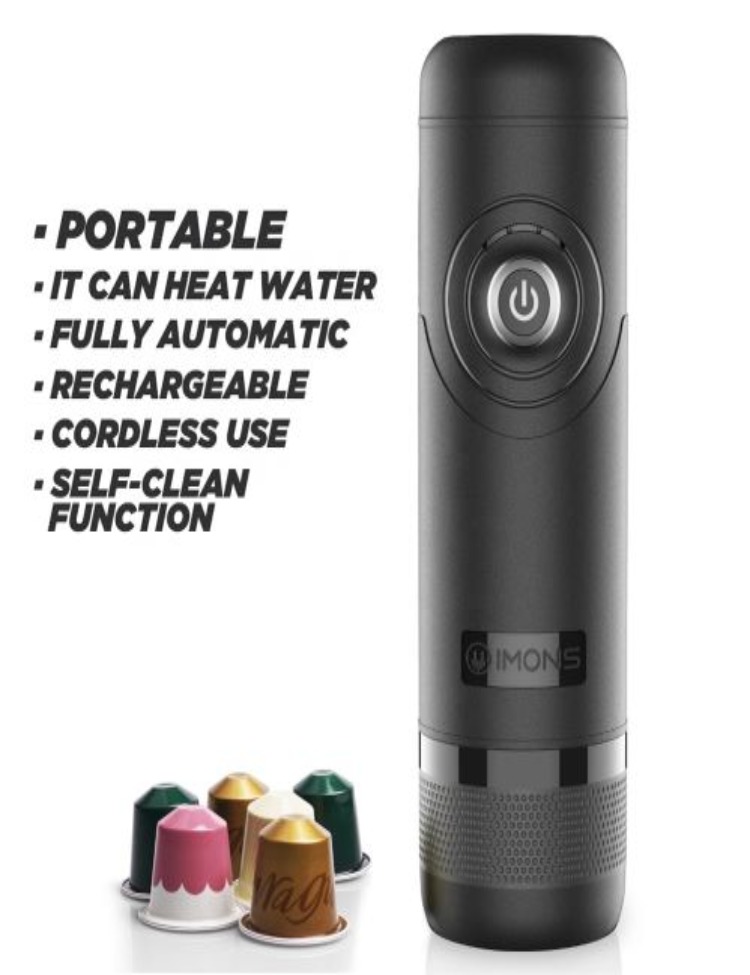 ▪ PORTABLE
▪ IT CAN HEAT WATER
▪ FULLY AUTOMATIC
▪ RECHARGEABLE
▪ CORDLESS USE
▪ SELF-CLEAN
FUNCTION
IMONS